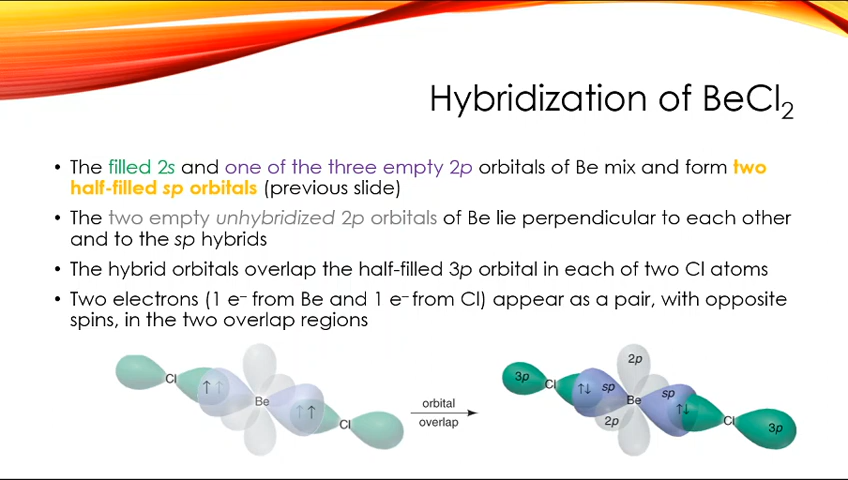 Hybridization of BeCl₂
• The filled 2s and one of the three empty 2p orbitals of Be mix and form two
half-filled sp orbitals (previous slide)
• The two empty unhybridized 2p orbitals of Be lie perpendicular to each other
and to the sp hybrids
• The hybrid orbitals overlap the half-filled 3p orbital in each of two Cl atoms
• Two electrons (1 e⁻ from Be and 1 e⁻ from Cl) appear as a pair, with opposite
spins, in the two overlap regions
Cl ↑↑ Be ↑↑ Cl
orbital
overlap
3p Cl ↑↓ sp 2p Be 2p sp ↑↓ Cl 3p